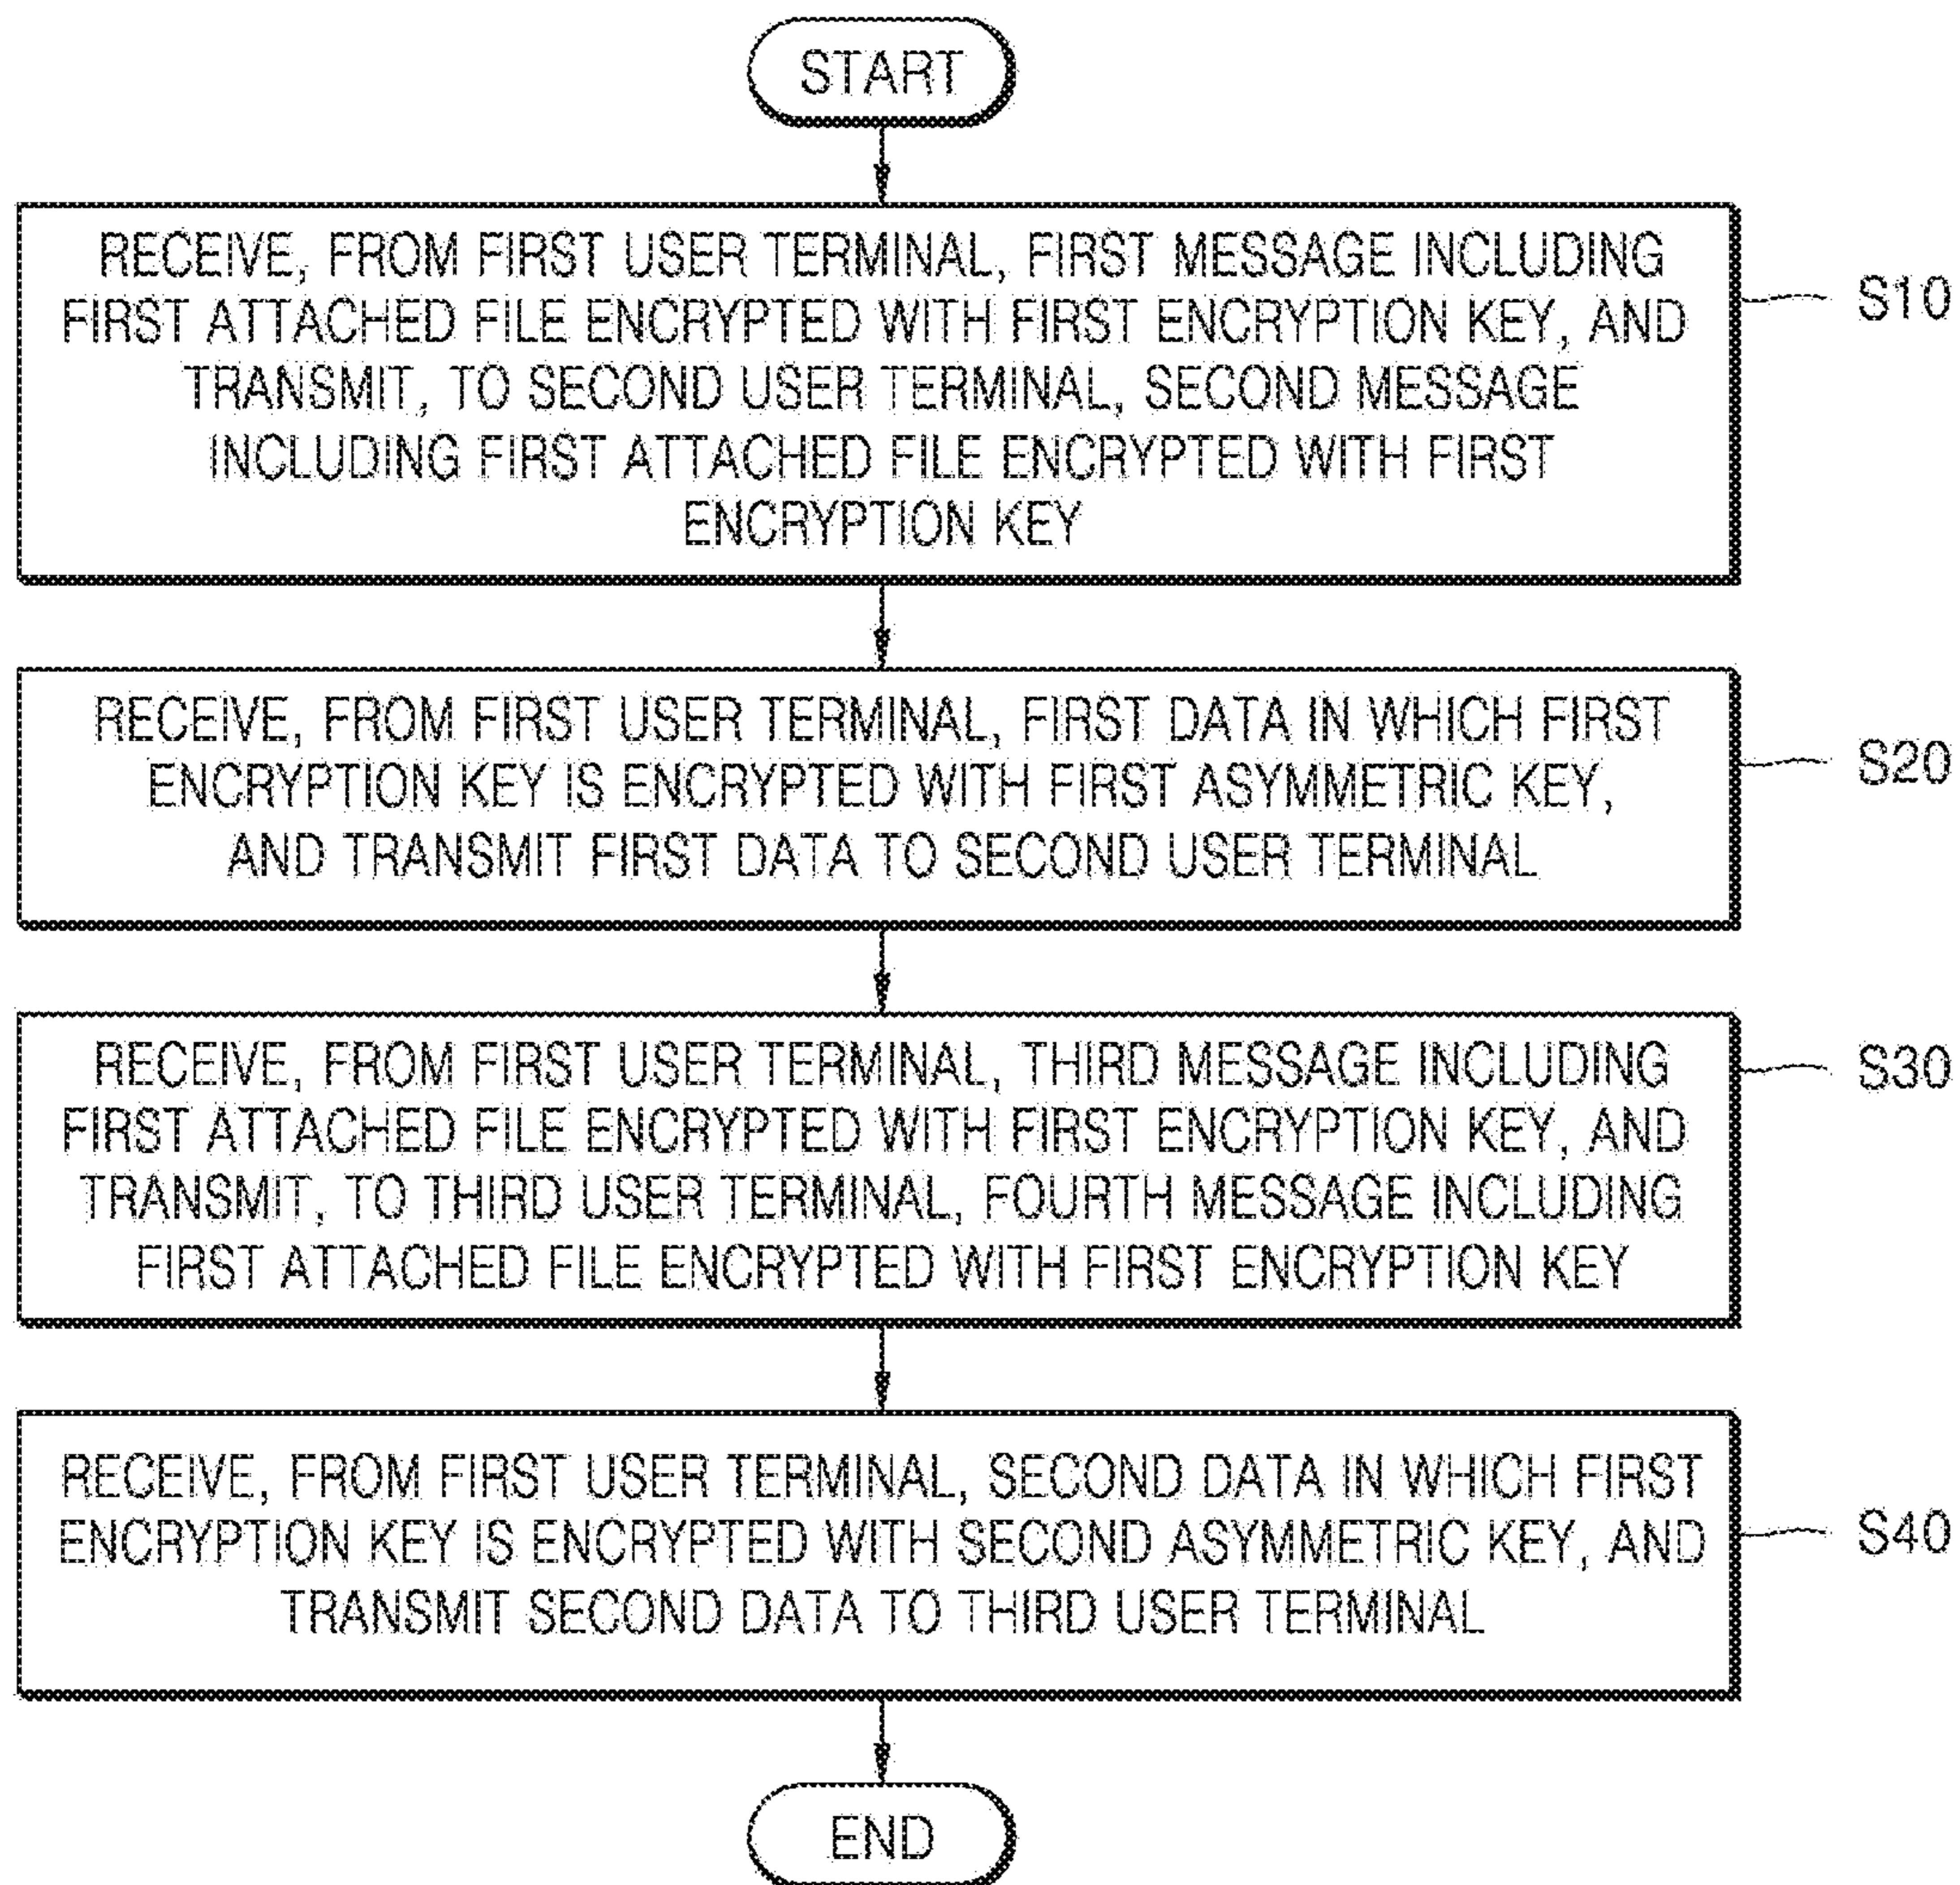 START
RECEIVE, FROM FIRST USER TERMINAL, FIRST MESSAGE INCLUDING
FIRST ATTACHED FILE ENCRYPTED WITH FIRST ENCRYPTION KEY, AND
TRANSMIT, TO SECOND USER TERMINAL, SECOND MESSAGE
INCLUDING FIRST ATTACHED FILE ENCRYPTED WITH FIRST
ENCRYPTION KEY
S10
RECEIVE, FROM FIRST USER TERMINAL, FIRST DATA IN WHICH FIRST
ENCRYPTION KEY IS ENCRYPTED WITH FIRST ASYMMETRIC KEY,
AND TRANSMIT FIRST DATA TO SECOND USER TERMINAL
S20
RECEIVE, FROM FIRST USER TERMINAL, THIRD MESSAGE INCLUDING
FIRST ATTACHED FILE ENCRYPTED WITH FIRST ENCRYPTION KEY, AND
TRANSMIT, TO THIRD USER TERMINAL, FOURTH MESSAGE INCLUDING
FIRST ATTACHED FILE ENCRYPTED WITH FIRST ENCRYPTION KEY
S30
RECEIVE, FROM FIRST USER TERMINAL, SECOND DATA IN WHICH FIRST
ENCRYPTION KEY IS ENCRYPTED WITH SECOND ASYMMETRIC KEY, AND
TRANSMIT SECOND DATA TO THIRD USER TERMINAL
S40
END